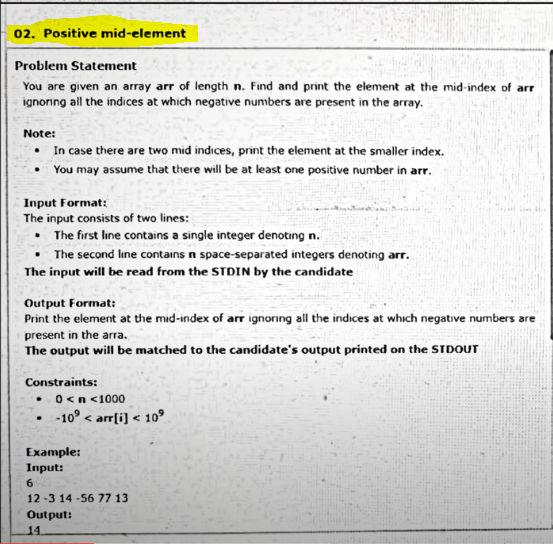 02. Positive mid-element
Problem Statement
You are given an array arr of length n. Find and print the element at the mid-index of arr
ignoring all the indices at which negative numbers are present in the array.
Note:
• In case there are two mid indices, print the element at the smaller index.
• You may assume that there will be at least one positive number in arr.
Input Format:
The input consists of two lines:
• The first line contains a single integer denoting n.
• The second line contains n space-separated integers denoting arr.
The input will be read from the STDIN by the candidate
Output Format:
Print the element at the mid-index of arr ignoring all the indices at which negative numbers are
present in the arra.
The output will be matched to the candidate's output printed on the STDOUT
Constraints:
• 0 < n <1000
• -10⁹ < arr[i] < 10⁹
Example:
Input:
6
12 -3 14 -56 77 13
Output:
14